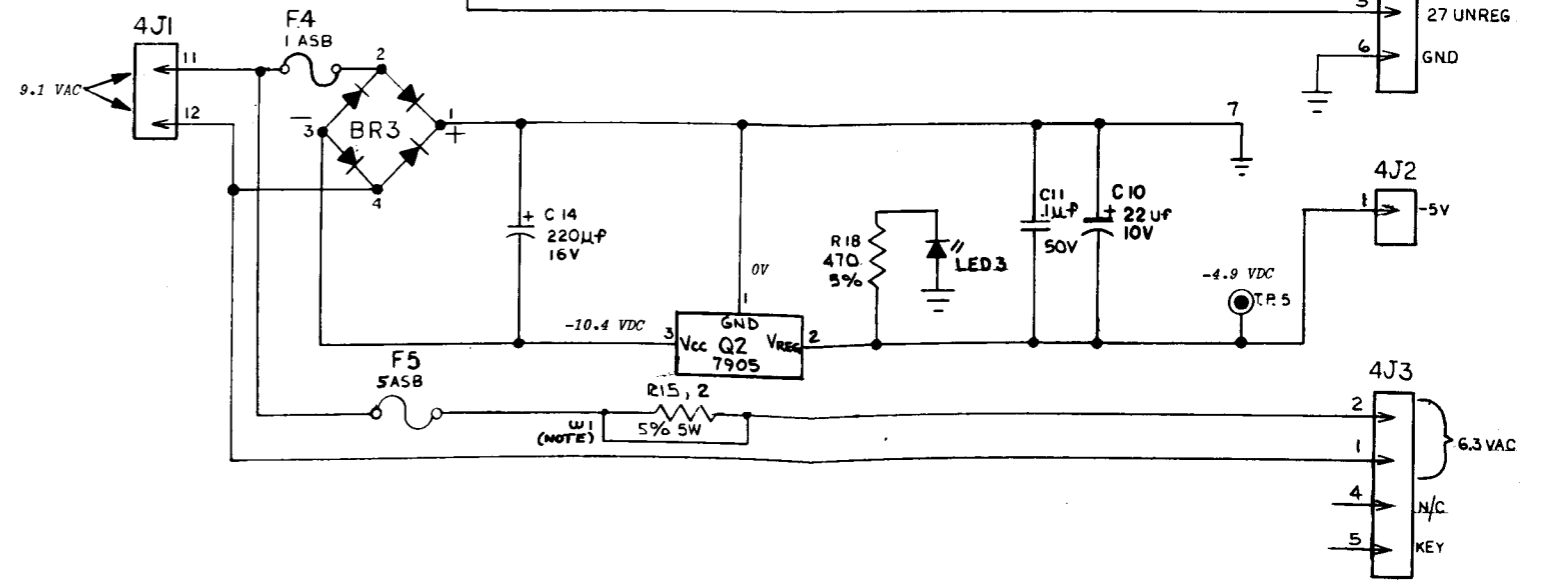 4J1
F.4
1 ASB
11
12
9.1 VAC
2
3
BR3
1
+
4
5
27 UNREG
6
GND
7
+
C 14
220µf
16V
0V
-10.4 VDC
1
GND
3
VCC
Q2
VREG
2
7905
R18
470
5%
LED3
C11
.1µf
50V
C 10
+
22 uf
10V
-4.9 VDC
T.P. 5
4J2
1
-5V
F5
5ASB
R15, .2
5% 5W
W1
(NOTE)
4J3
2
1
6.3 VAC
4
N/C
5
KEY